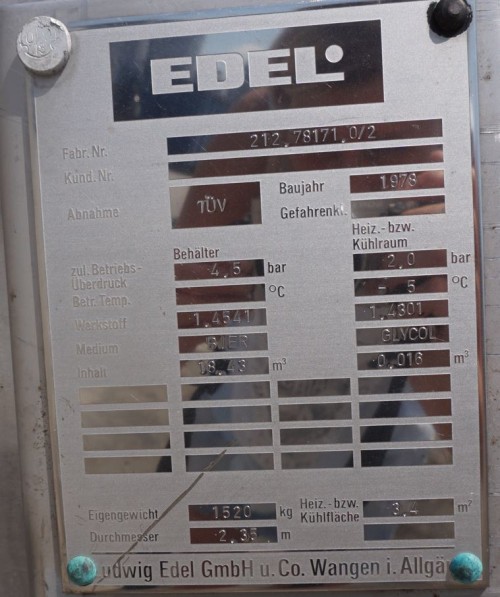 EDEL
Fabr. Nr. 212.78171.0/2
Kund. Nr.
Abnahme TÜV Baujahr 1978
Gefahrenkl.
Behälter Heiz.- bzw. Kühlraum
zul. Betriebs-Überdruck 4,5 bar 2,0 bar
Betr. Temp. °C - 5 °C
Werkstoff 1.4541 1.4301
Medium BIER GLYCOL
Inhalt 18,43 m³ 0,016 m³
Eigengewicht 1520 kg Heiz.- bzw. Kühlfläche 3,4 m²
Durchmesser 2,35 m
udwig Edel GmbH u. Co. Wangen i. Allgä